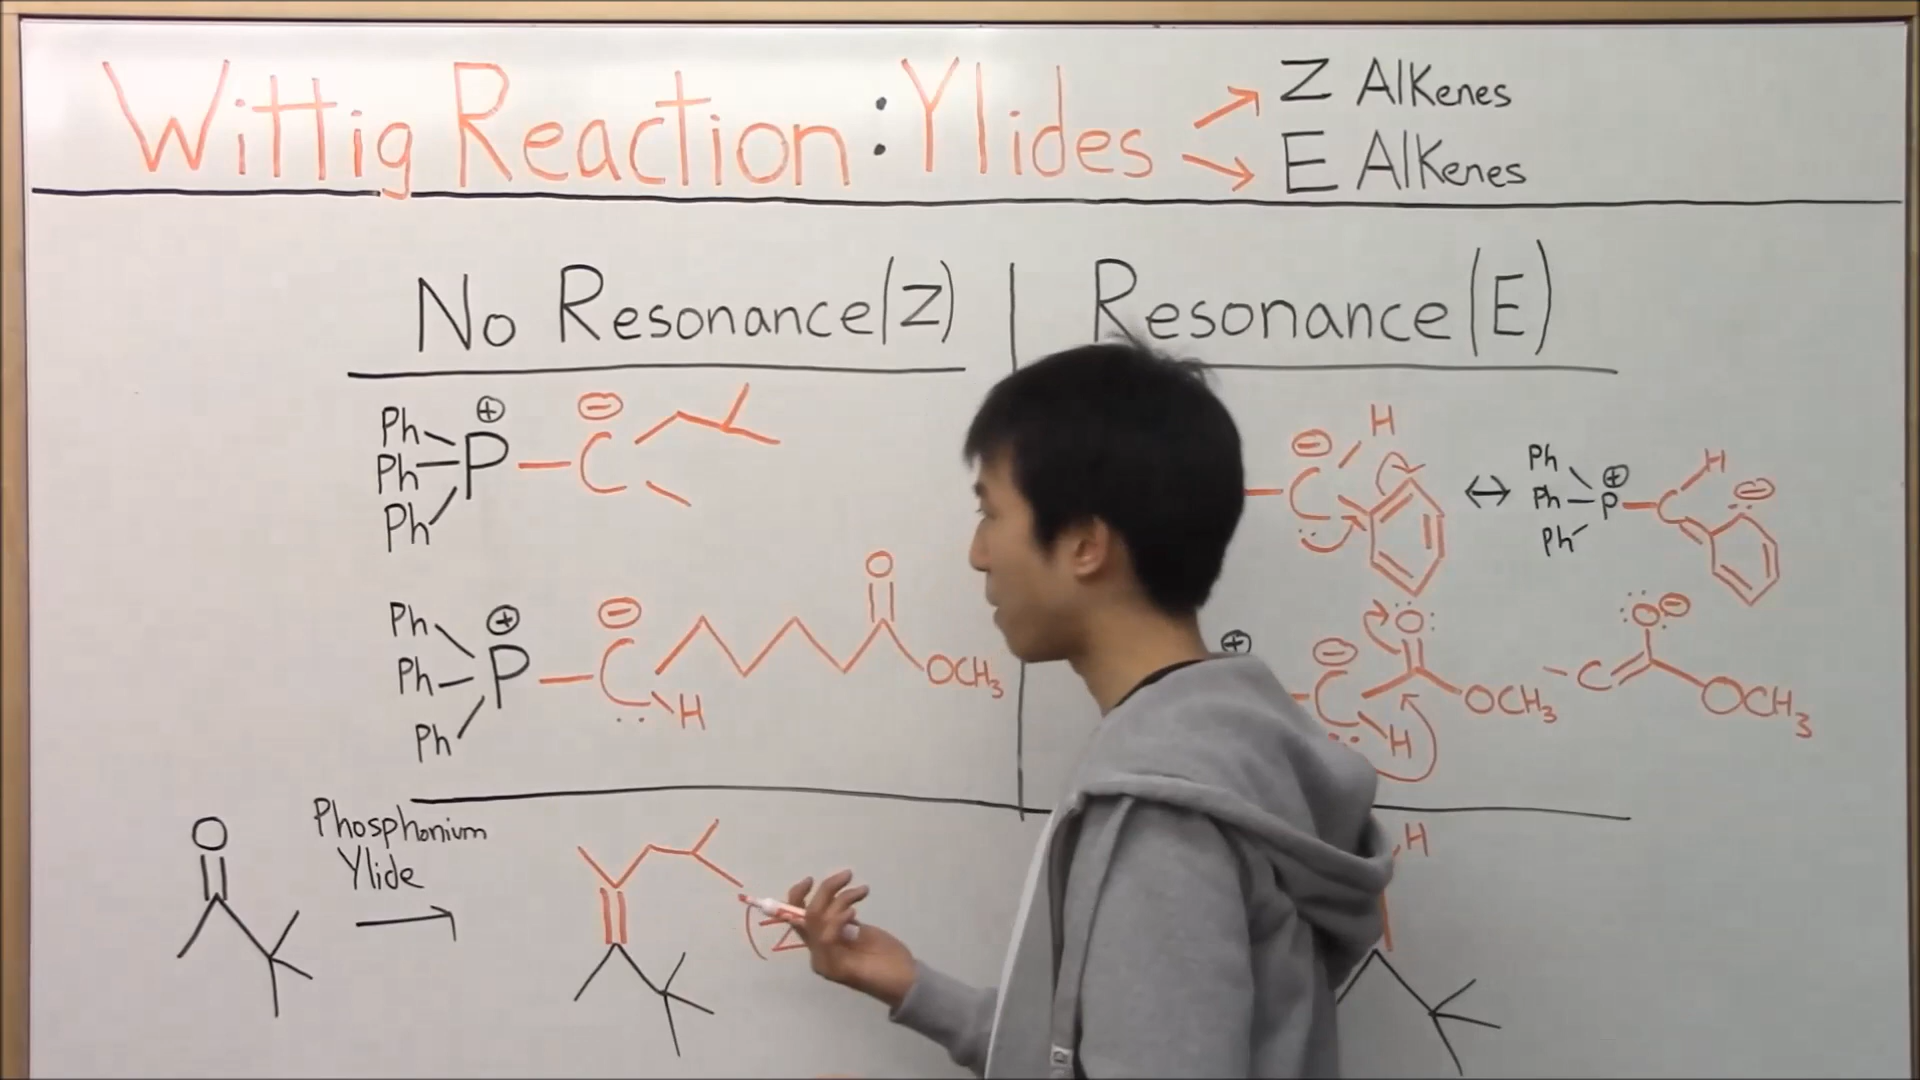 Wittig Reaction: Ylides
Z Alkenes
E Alkenes
No Resonance (Z)
Resonance (E)
Ph
Ph
Ph
⊕
P
⊖
C
⊖
C
H
Ph
Ph
Ph
⊕
P
C
H
⊖
Ph
Ph
Ph
⊕
P
⊖
C
H
O
OCH3
⊕
⊖
C
H
O
OCH3
C
O
⊖
OCH3
O
Phosphonium
Ylide
(Z
H